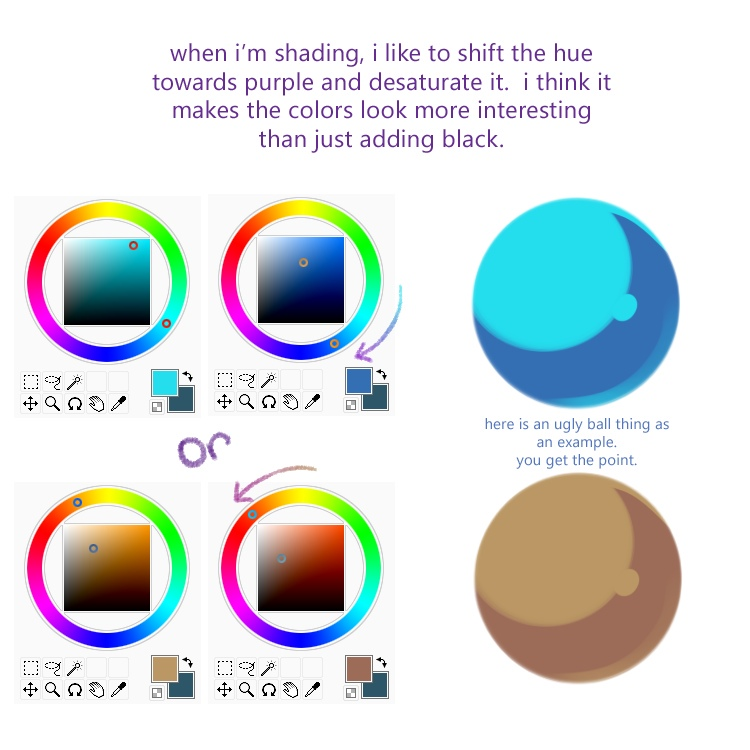 when i'm shading, i like to shift the hue
towards purple and desaturate it.  i think it
makes the colors look more interesting
than just adding black.
or
here is an ugly ball thing as
an example.
you get the point.